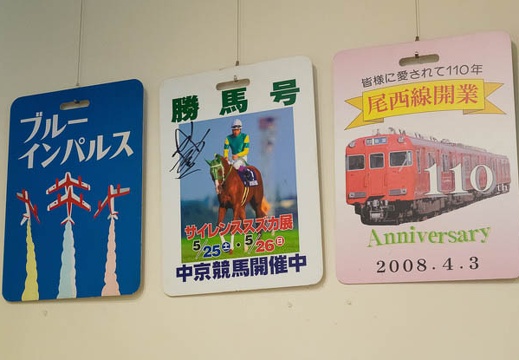 ブルー
インパルス
勝馬号
サイレンススズカ展
5/25土・5/26日
中京競馬開催中
皆様に愛されて110年
尾西線開業
110th
Anniversary
2008.4.3